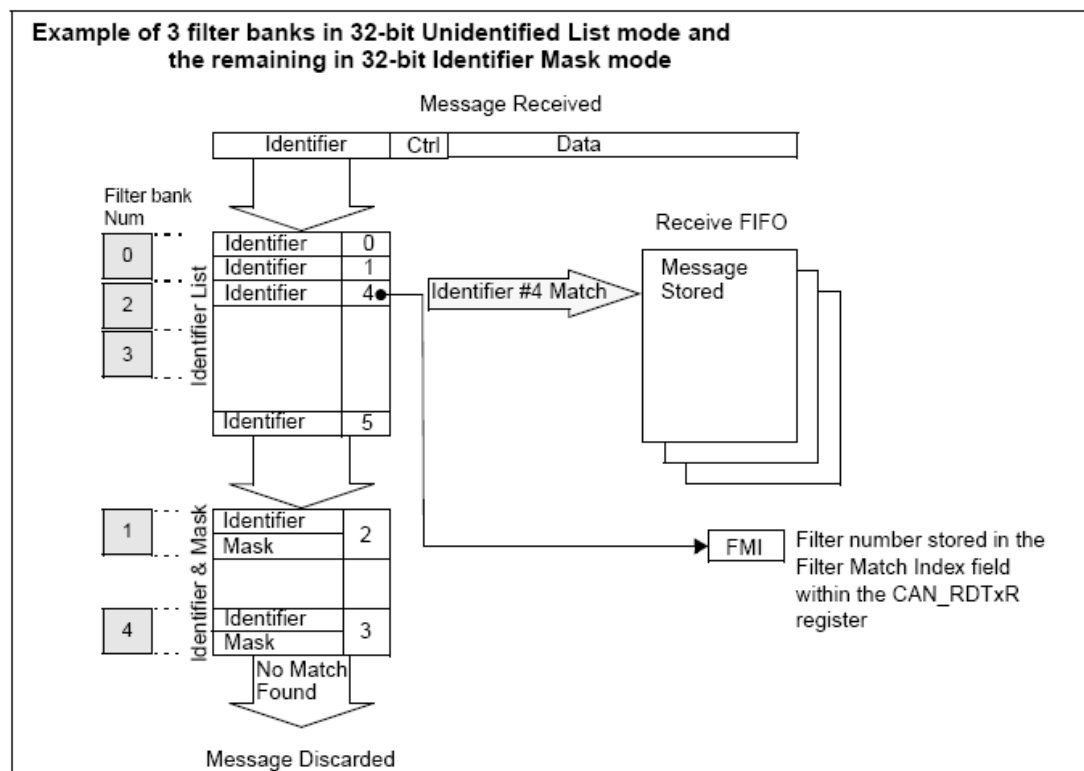 Example of 3 filter banks in 32-bit Unidentified List mode and
the remaining in 32-bit Identifier Mask mode
Message Received
Identifier Ctrl Data
Filter bank
Num
Receive FIFO
0
2
3
Identifier List
Identifier 0
Identifier 1
Identifier 4
Identifier 5
Identifier #4 Match
Message
Stored
1
4
Identifier & Mask
Identifier
Mask
2
Identifier
Mask
3
FMI
Filter number stored in the
Filter Match Index field
within the CAN_RDTxR
register
No Match
Found
Message Discarded